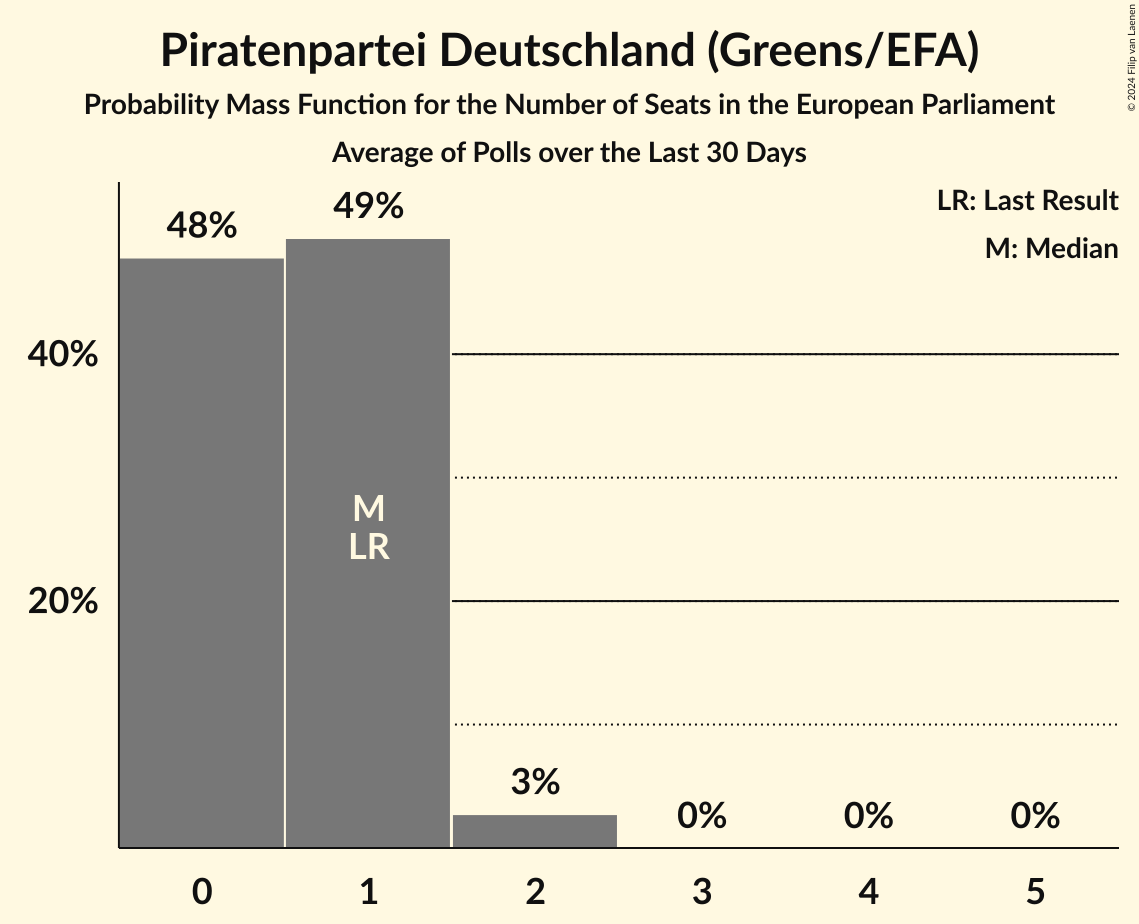 Piratenpartei Deutschland (Greens/EFA)
Probability Mass Function for the Number of Seats in the European Parliament
Average of Polls over the Last 30 Days
© 2024 Filip van Laenen
LR: Last Result
M: Median
48%
49%
40%
M
LR
20%
3%
0%
0%
0%
0
1
2
3
4
5